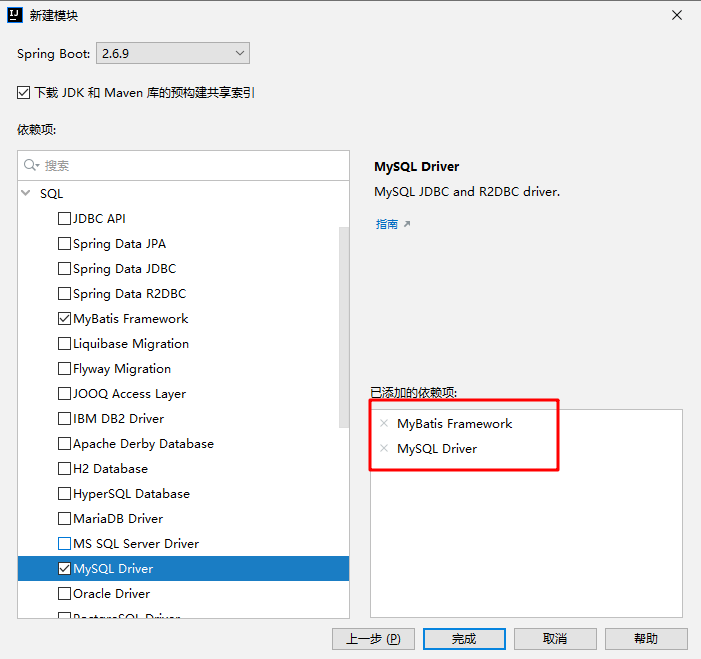 新建模块
Spring Boot: 2.6.9
下载 JDK 和 Maven 库的预构建共享索引
依赖项:
搜索
SQL
JDBC API
Spring Data JPA
Spring Data JDBC
Spring Data R2DBC
MyBatis Framework
Liquibase Migration
Flyway Migration
JOOQ Access Layer
IBM DB2 Driver
Apache Derby Database
H2 Database
HyperSQL Database
MariaDB Driver
MS SQL Server Driver
MySQL Driver
Oracle Driver
PostgreSQL Driver
MySQL Driver
MySQL JDBC and R2DBC driver.
指南
已添加的依赖项:
MyBatis Framework
MySQL Driver
上一步 (P)
完成
取消
帮助